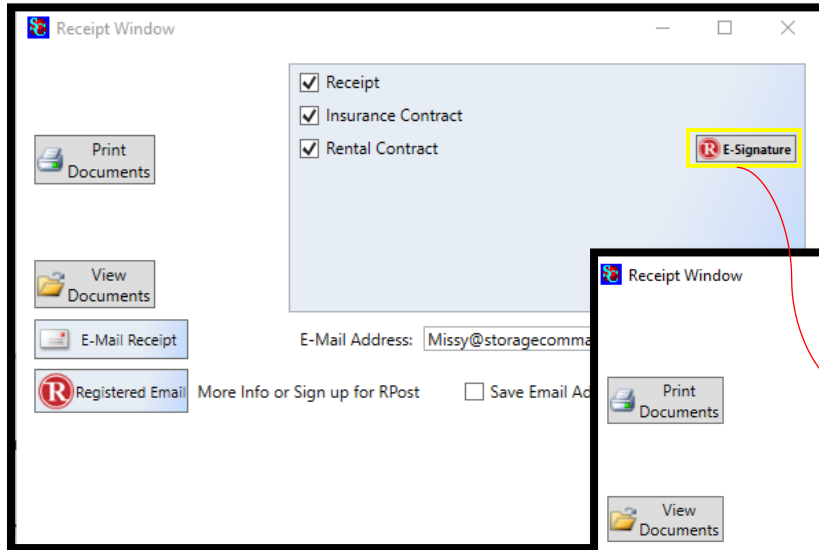 Receipt Window
Receipt
Insurance Contract
Rental Contract
E-Signature
Print
Documents
View
Documents
E-Mail Receipt
E-Mail Address: Missy@storagecomma
Registered Email More Info or Sign up for RPost Save Email Ad
Receipt Window
Print
Documents
View
Documents